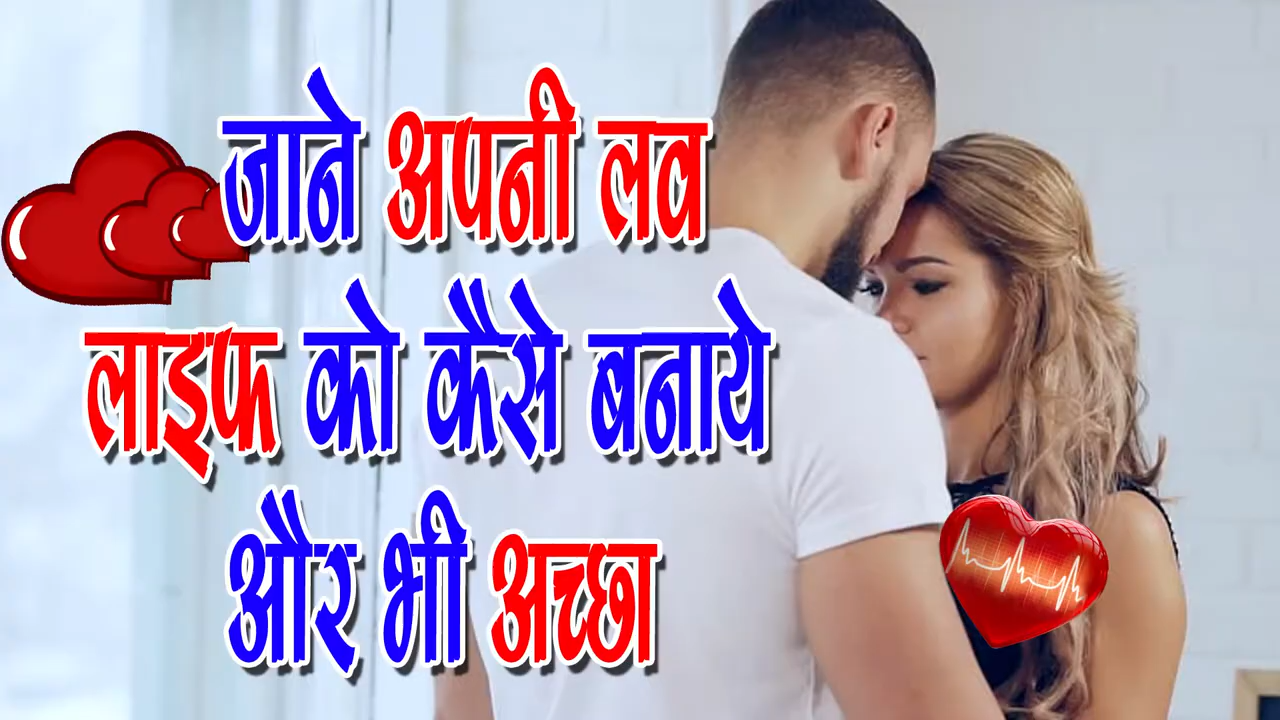 जाने अपनी लव
लाइफ को कैसे बनाये
और भी अच्छा